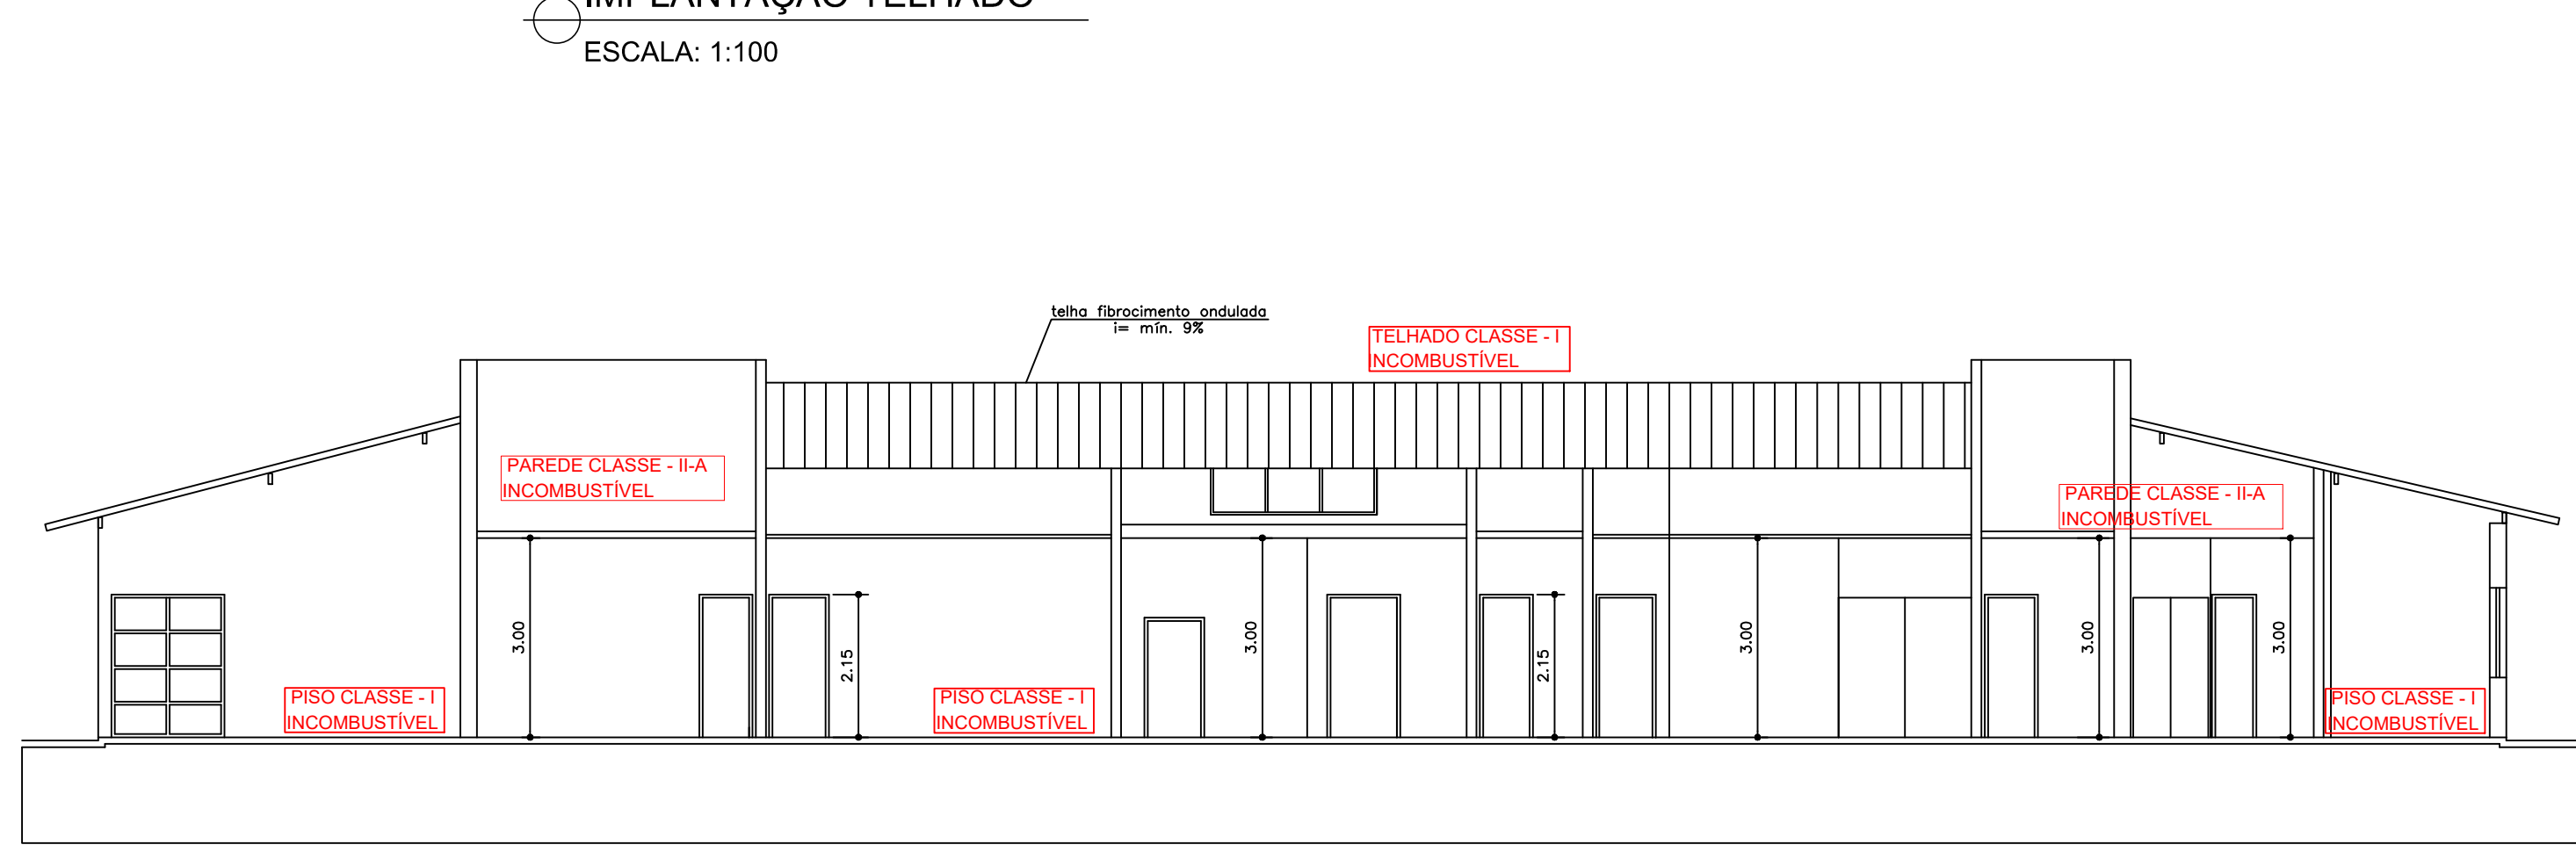 IMPLANTAÇÃO TELHADO
ESCALA: 1:100
telha fibrocimento ondulada
i= mín. 9%
TELHADO CLASSE - I
INCOMBUSTÍVEL
PAREDE CLASSE - II-A
INCOMBUSTÍVEL
PAREDE CLASSE - II-A
INCOMBUSTÍVEL
3.00
2.15
3.00
2.15
3.00
3.00
3.00
PISO CLASSE - I
INCOMBUSTÍVEL
PISO CLASSE - I
INCOMBUSTÍVEL
PISO CLASSE - I
INCOMBUSTÍVEL